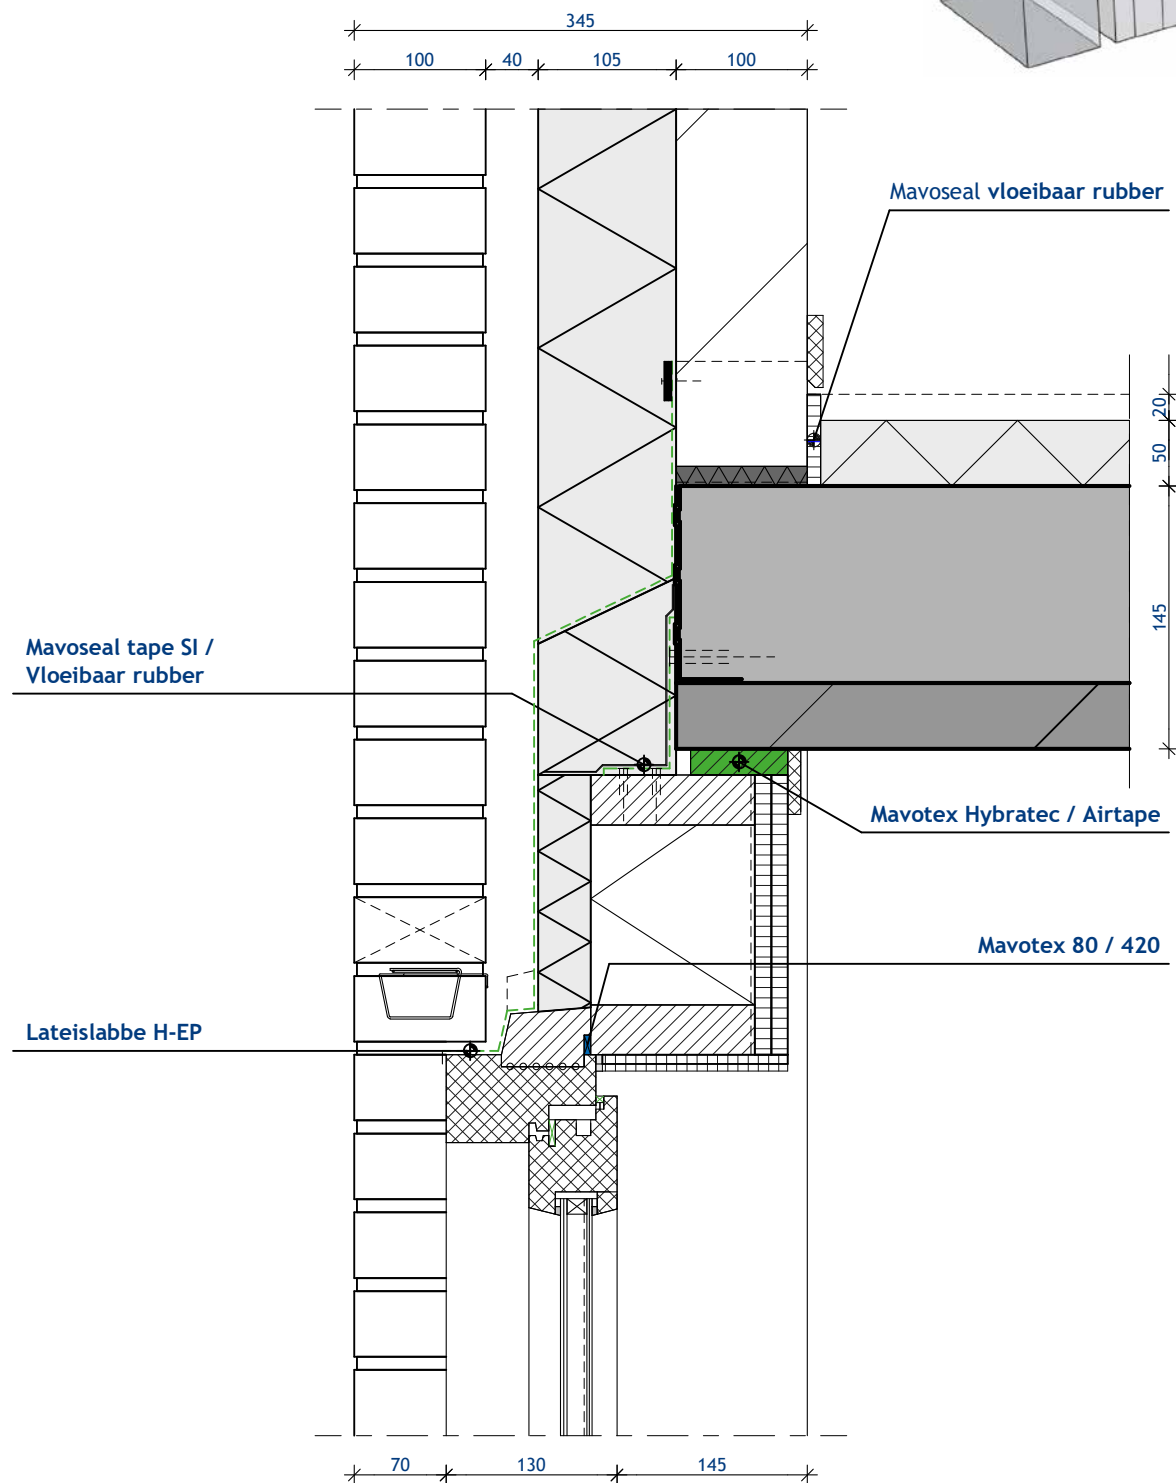 345
100 40 105 100
Mavoseal vloeibaar rubber
20
50
145
Mavoseal tape SI /
Vloeibaar rubber
Mavotex Hybratec / Airtape
Mavotex 80 / 420
Lateislabbe H-EP
70 130 145